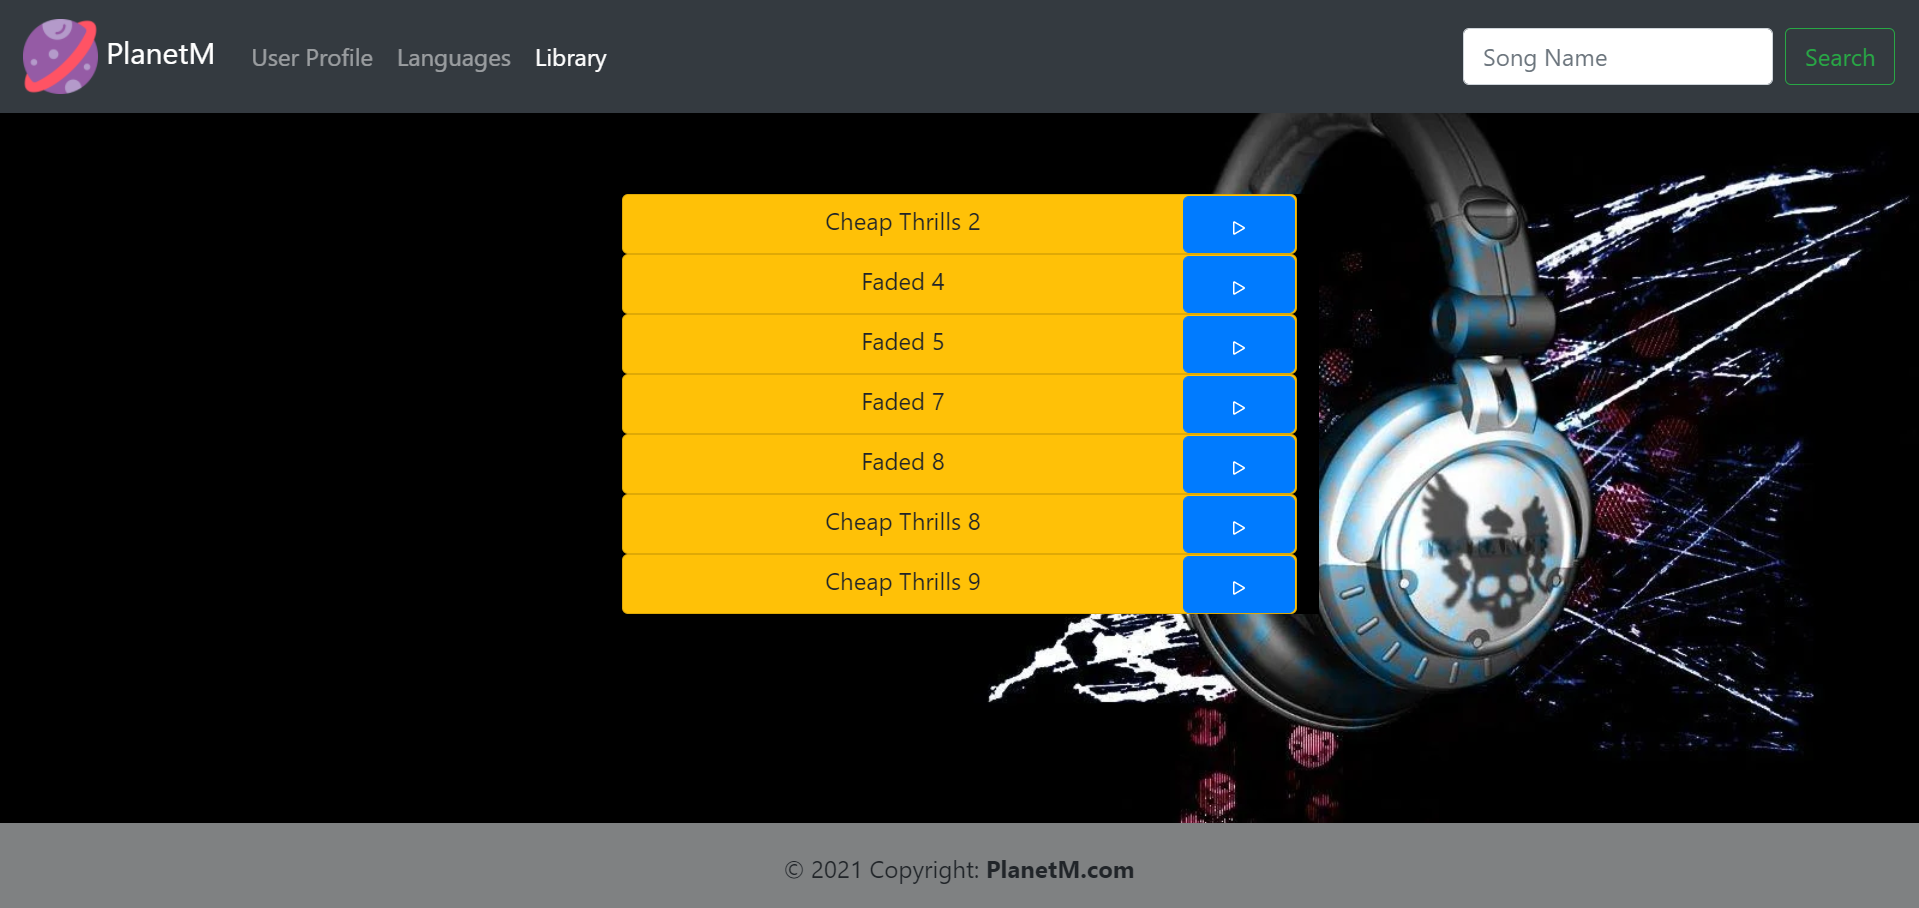 PlanetM User Profile Languages Library Song Name Search
Cheap Thrills 2
Faded 4
Faded 5
Faded 7
Faded 8
Cheap Thrills 8
Cheap Thrills 9
© 2021 Copyright: PlanetM.com